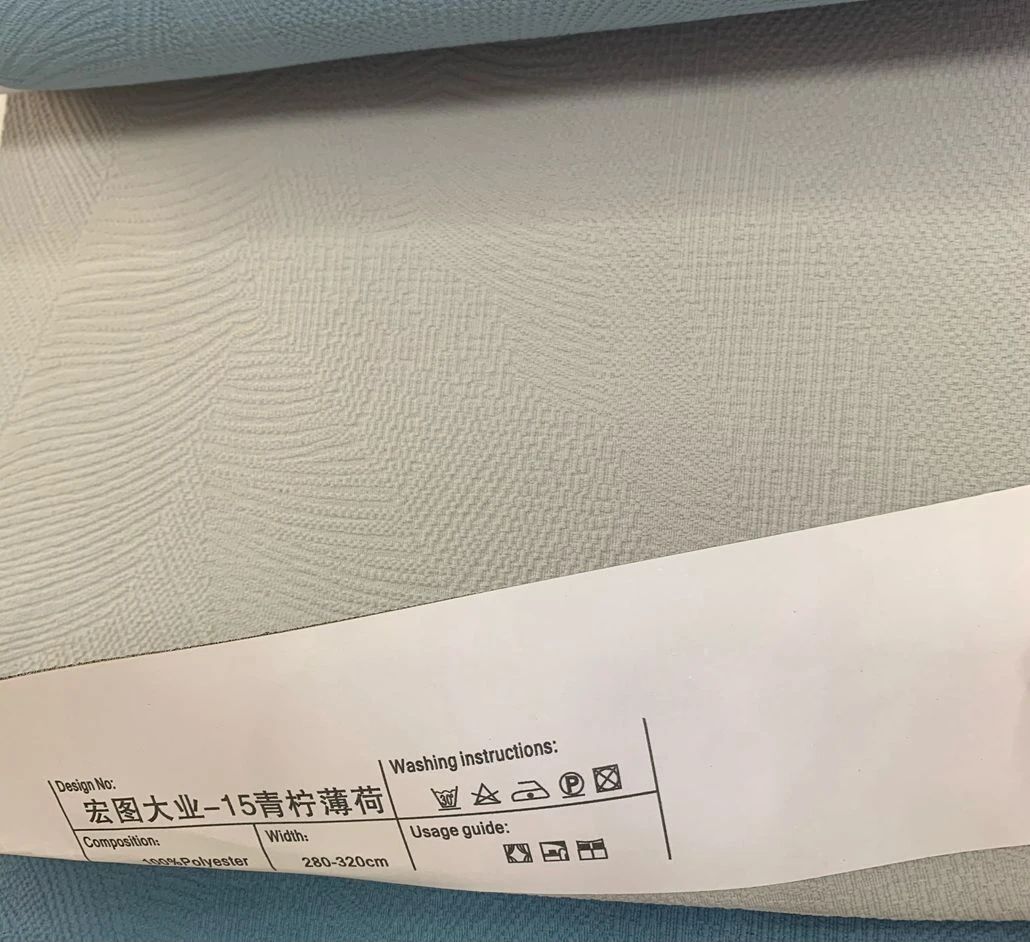 Design No:
宏图大业-15青柠薄荷
Washing instructions:
30°
P
Composition:
100%Polyester
Width:
280-320cm
Usage guide: